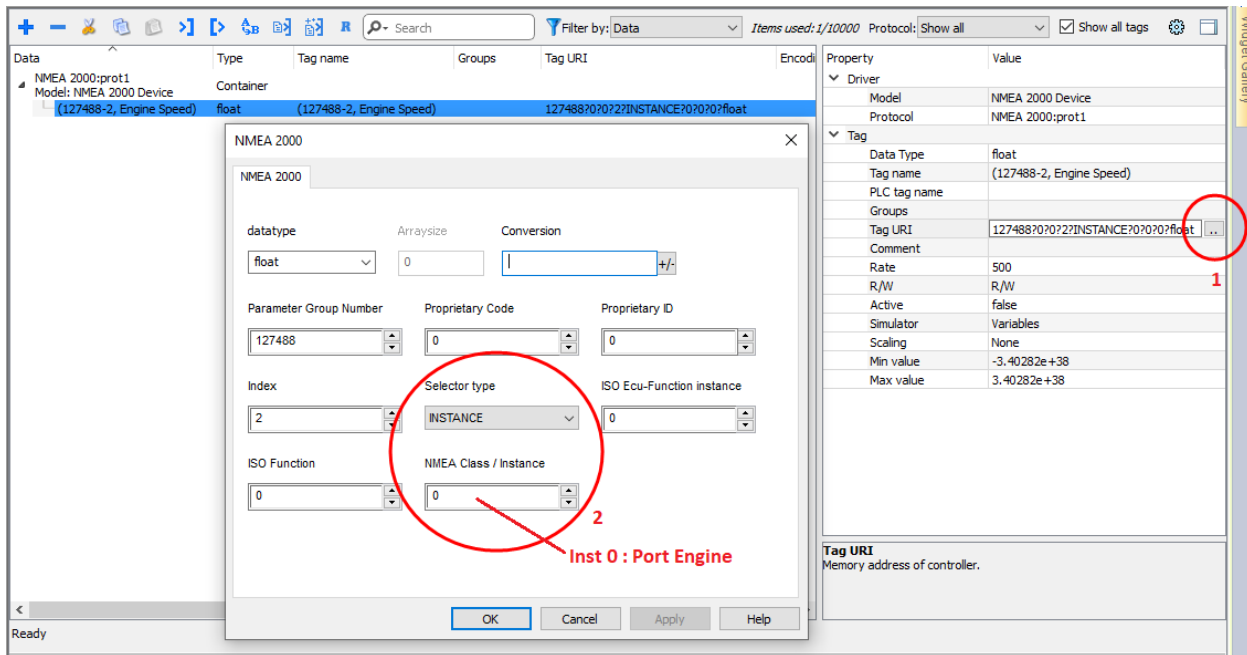 Search
Filter by: Data
Items used:1/10000
Protocol: Show all
Show all tags
Widget Gallery
Data Type Tag name Groups Tag URI Encodi
NMEA 2000:prot1
Model: NMEA 2000 Device
Container
(127488-2, Engine Speed) float (127488-2, Engine Speed) 127488?0?0?2?INSTANCE?0?0?0?float
NMEA 2000
NMEA 2000
datatype Arraysize Conversion
float 0 +/-
Parameter Group Number Proprietary Code Proprietary ID
127488 0 0
Index Selector type ISO Ecu-Function instance
2 INSTANCE 0
ISO Function NMEA Class / Instance
0 0
2
Inst 0 : Port Engine
OK Cancel Apply Help
Ready
Property Value
Driver
Model NMEA 2000 Device
Protocol NMEA 2000:prot1
Tag
Data Type float
Tag name (127488-2, Engine Speed)
PLC tag name
Groups
Tag URI 127488?0?0?2?INSTANCE?0?0?0?float ..
1
Comment
Rate 500
R/W R/W
Active false
Simulator Variables
Scaling None
Min value -3.40282e+38
Max value 3.40282e+38
Tag URI
Memory address of controller.